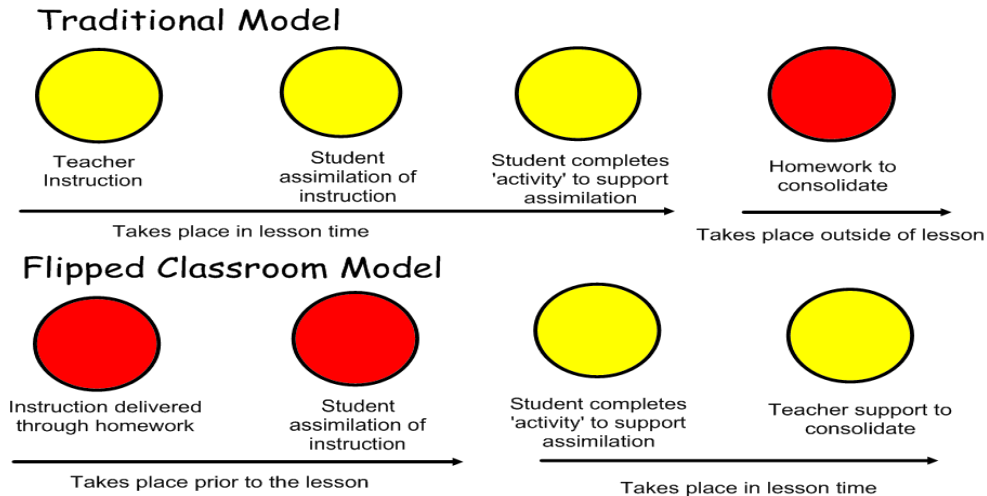 Traditional Model
Teacher
Instruction
Student
assimilation of
instruction
Student completes
'activity' to support
assimilation
Homework to
consolidate
Takes place in lesson time
Takes place outside of lesson
Flipped Classroom Model
Instruction delivered
through homework
Student
assimilation of
instruction
Student completes
'activity' to support
assimilation
Teacher support to
consolidate
Takes place prior to the lesson
Takes place in lesson time